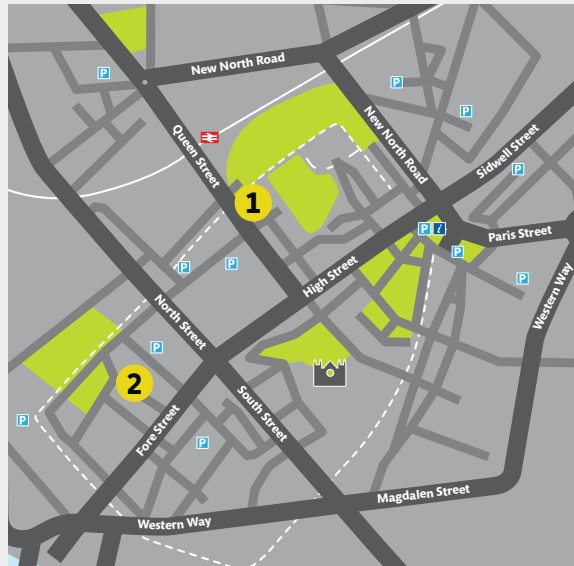 New North Road
P
Queen Street
P
New North Road
P
Sidwell Street
P
1
P
i
Paris Street
P
P
P
High Street
P
Western Way
North Street
P
2
P
Fore Street
South Street
P
Magdalen Street
Western Way